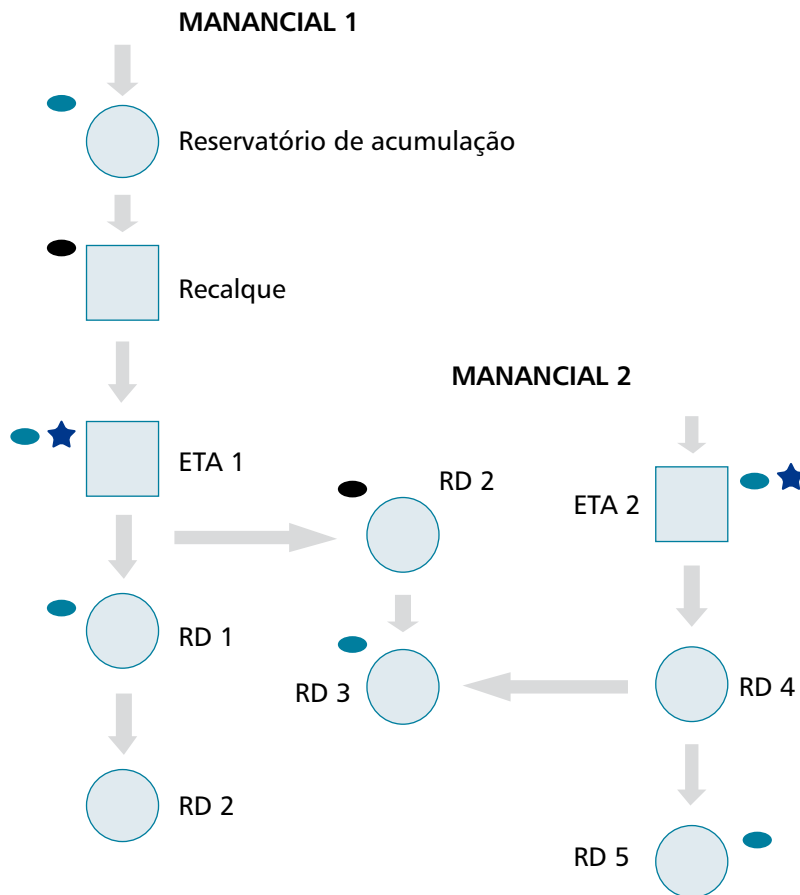 MANANCIAL 1
Reservatório de acumulação
Recalque
MANANCIAL 2
ETA 1
RD 2
ETA 2
RD 1
RD 3
RD 4
RD 2
RD 5